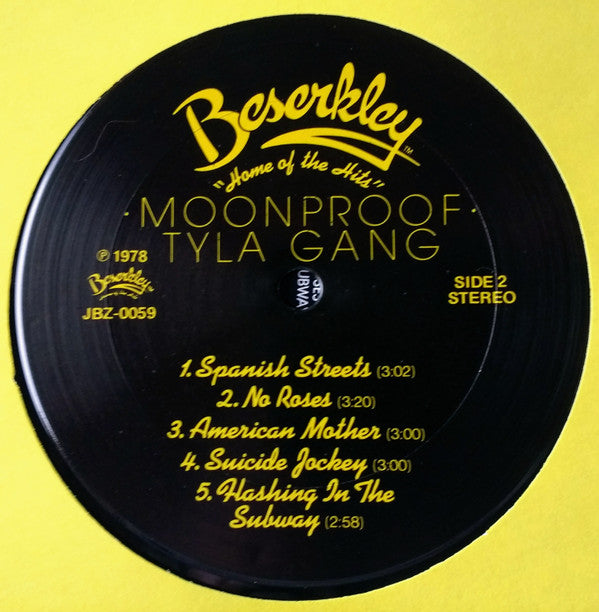 Beserkley™
"Home of the Hits"
· MOONPROOF ·
TYLA GANG
℗ 1978
Beserkley
JBZ-0059
SIDE 2
STEREO
1. Spanish Streets (3:02)
2. No Roses (3:20)
3. American Mother (3:00)
4. Suicide Jockey (3:00)
5. Flashing In The
Subway (2:58)